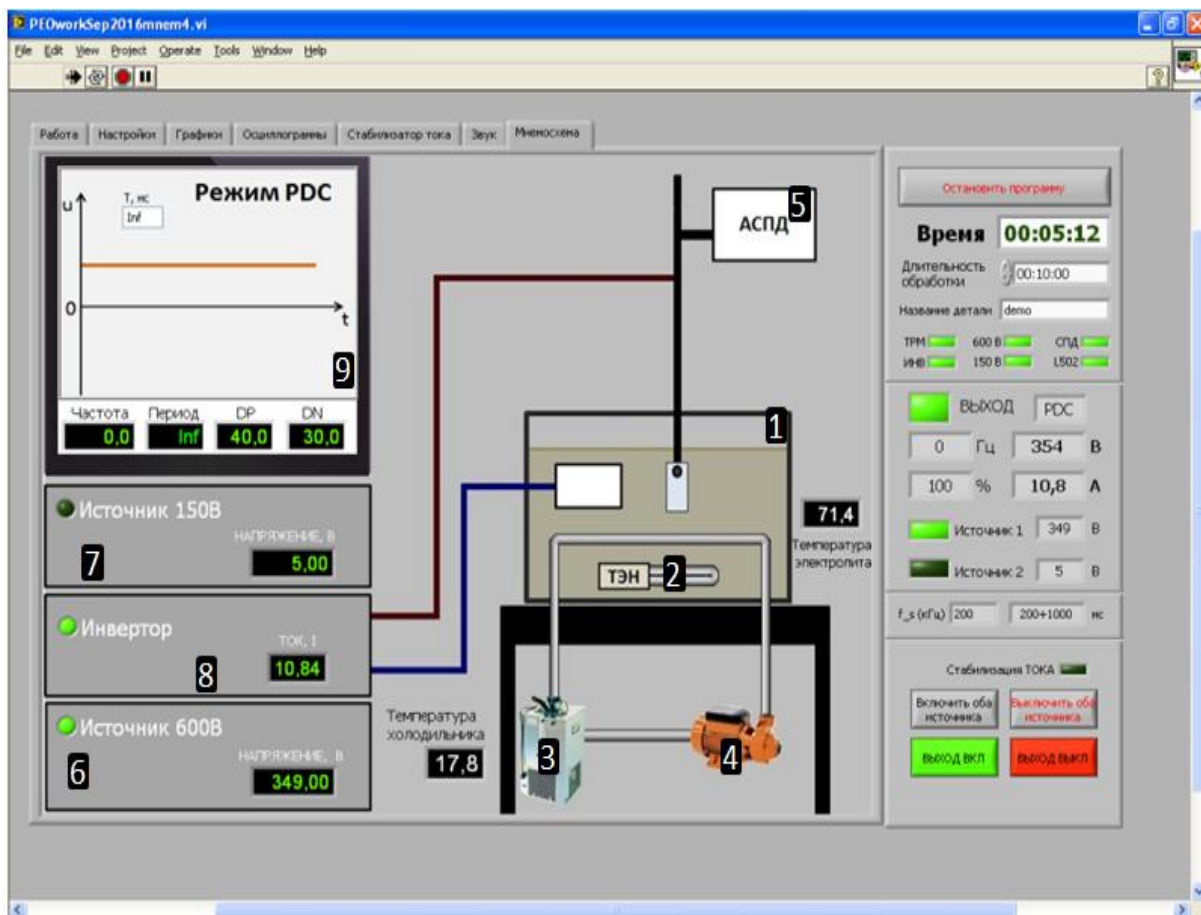 PEOworkSep2016mnem4.vi
File Edit View Project Operate Tools Window Help
Работа Настройки Графики Осциллограммы Стабилизатор тока Звук Мнемосхема
Режим PDC
u
T, мс
Inf
0
t
9
Частота Период DP DN
0,0 Inf 40,0 30,0
Источник 150В
НАПРЯЖЕНИЕ, В
7
5,00
Инвертор
ТОК, I
8
10,84
Источник 600В
НАПРЯЖЕНИЕ, В
6
349,00
5
АСПД
1
71,4
Температура
электролита
ТЭН
2
Температура
холодильника
17,8
3
4
Остановить программу
Время 00:05:12
Длительность
обработки
00:10:00
Название детали demo
ТРМ 600 В СПД
ИНВ 150 В L502
ВЫХОД PDC
0 Гц 354 В
100 % 10,8 А
Источник 1 349 В
Источник 2 5 В
f_s (кГц) 200 200+1000 мс
Стабилизация ТОКА
Включить оба
источника
Выключить оба
источника
ВЫХОД ВКЛ
ВЫХОД ВЫКЛ